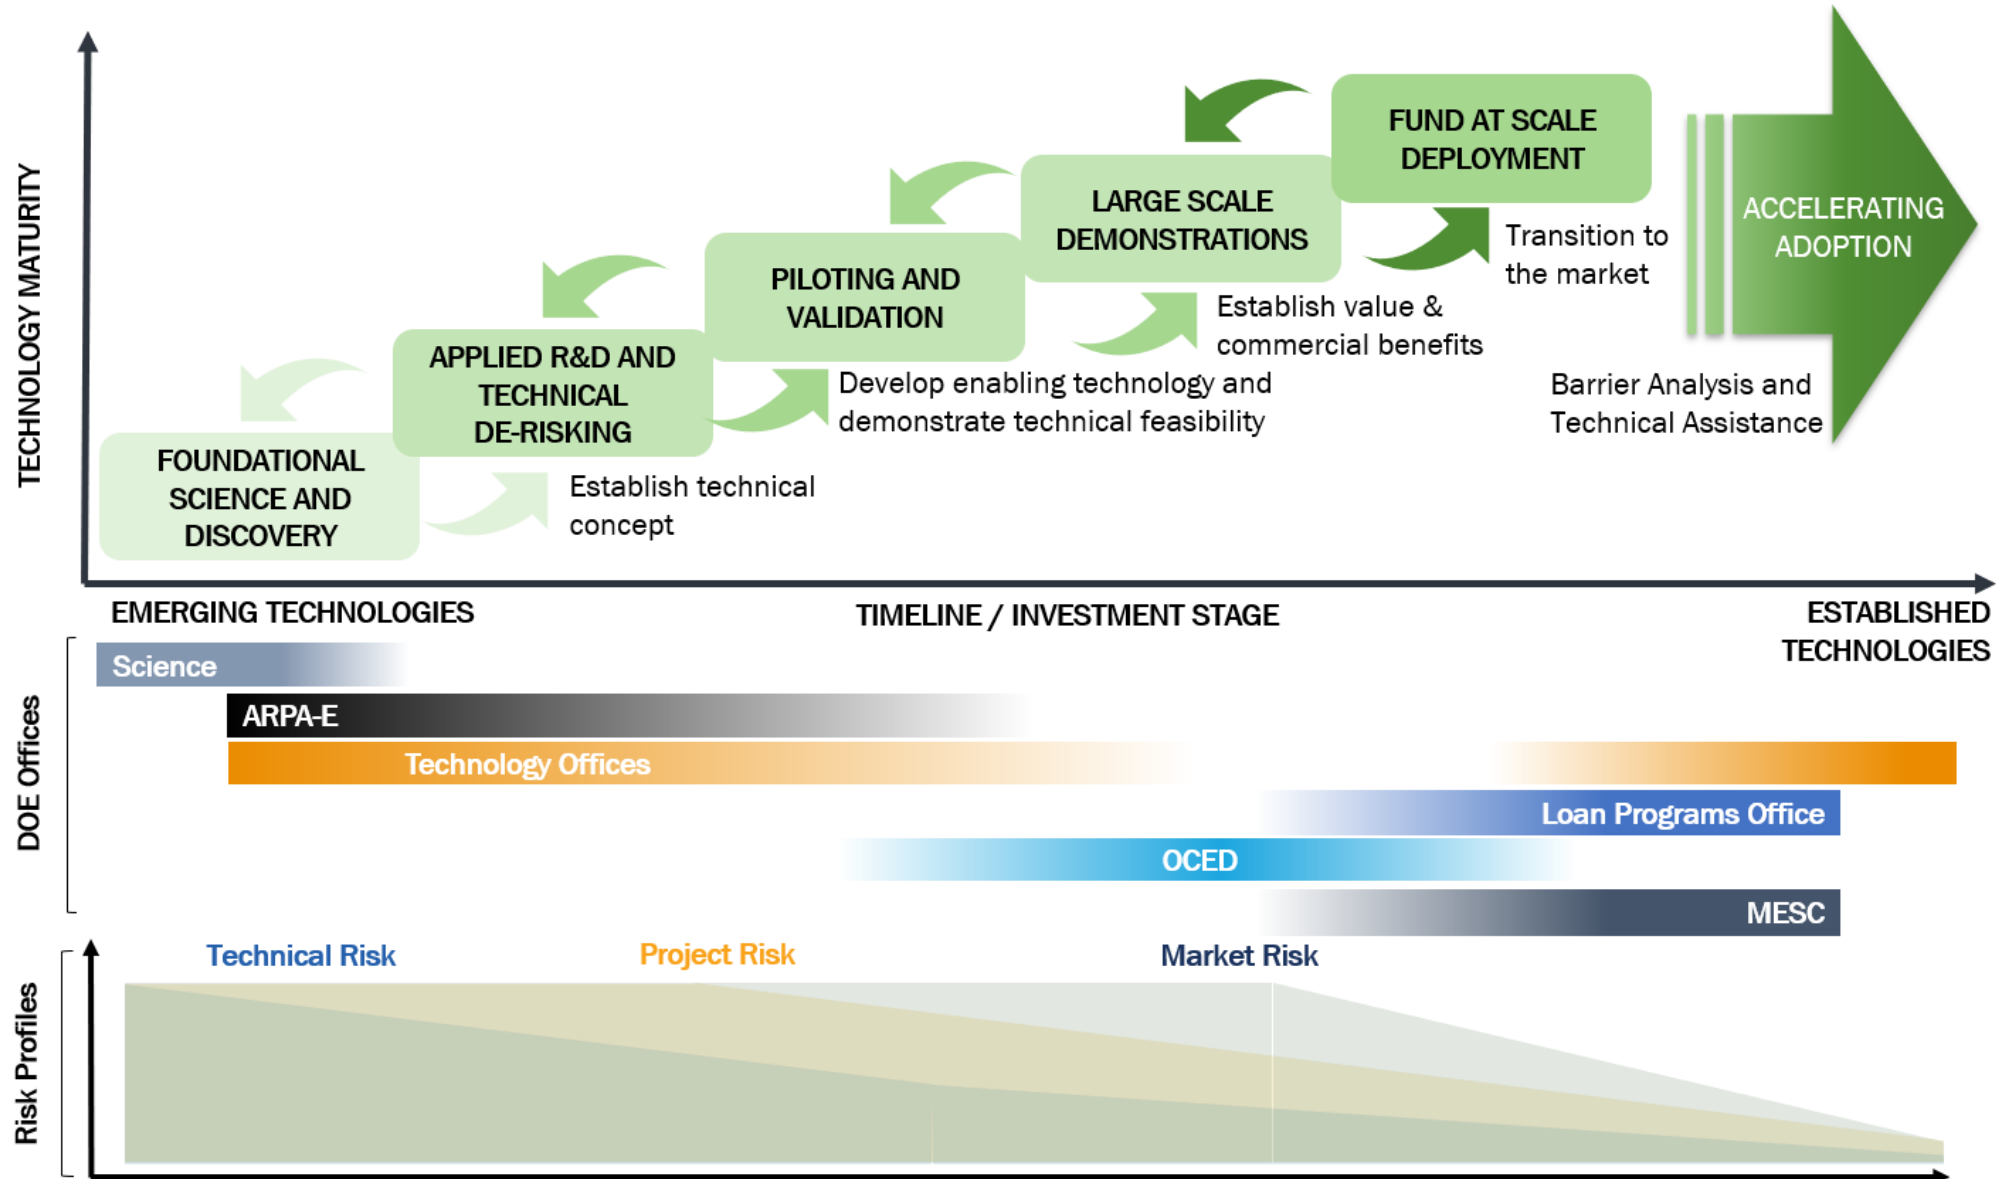 TECHNOLOGY MATURITY
FOUNDATIONAL
SCIENCE AND
DISCOVERY
APPLIED R&D AND
TECHNICAL
DE-RISKING
Establish technical
concept
PILOTING AND
VALIDATION
Develop enabling technology and
demonstrate technical feasibility
LARGE SCALE
DEMONSTRATIONS
Establish value &
commercial benefits
FUND AT SCALE
DEPLOYMENT
Transition to
the market
ACCELERATING
ADOPTION
Barrier Analysis and
Technical Assistance
EMERGING TECHNOLOGIES
TIMELINE / INVESTMENT STAGE
ESTABLISHED
TECHNOLOGIES
DOE Offices
Science
ARPA-E
Technology Offices
Loan Programs Office
OCED
MESC
Risk Profiles
Technical Risk
Project Risk
Market Risk